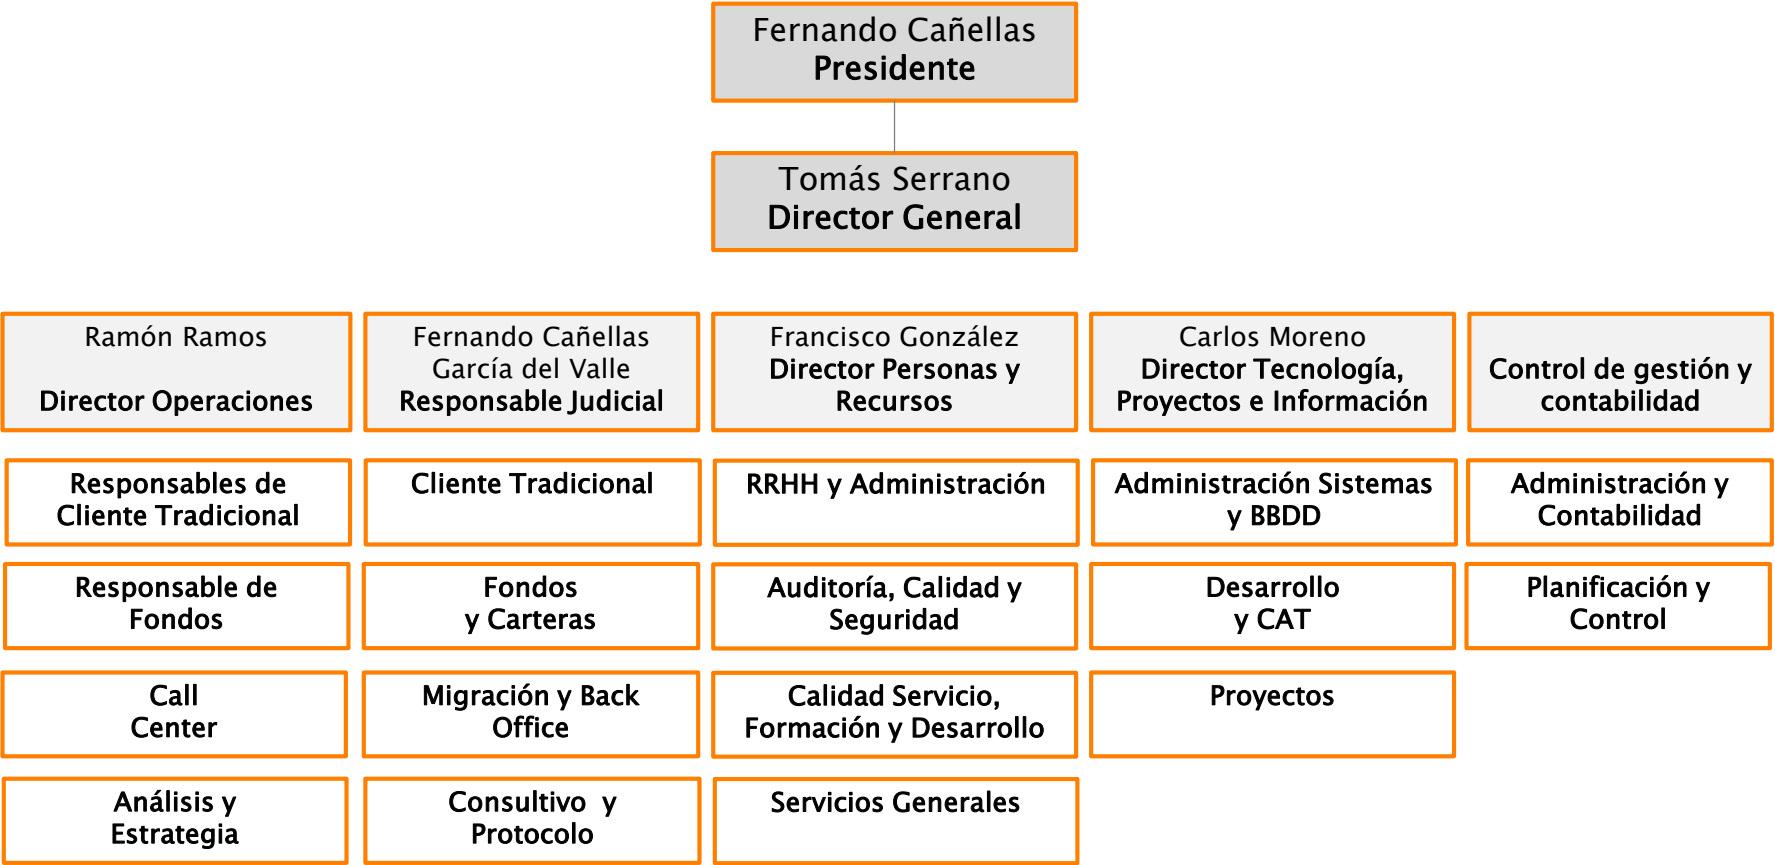 Fernando Cañellas
Presidente
Tomás Serrano
Director General
Ramón Ramos
Director Operaciones
Fernando Cañellas
García del Valle
Responsable Judicial
Francisco González
Director Personas y
Recursos
Carlos Moreno
Director Tecnología,
Proyectos e Información
Control de gestión y
contabilidad
Responsables de
Cliente Tradicional
Cliente Tradicional
RRHH y Administración
Administración Sistemas
y BBDD
Administración y
Contabilidad
Responsable de
Fondos
Fondos
y Carteras
Auditoría, Calidad y
Seguridad
Desarrollo
y CAT
Planificación y
Control
Call
Center
Migración y Back
Office
Calidad Servicio,
Formación y Desarrollo
Proyectos
Análisis y
Estrategia
Consultivo  y
Protocolo
Servicios Generales